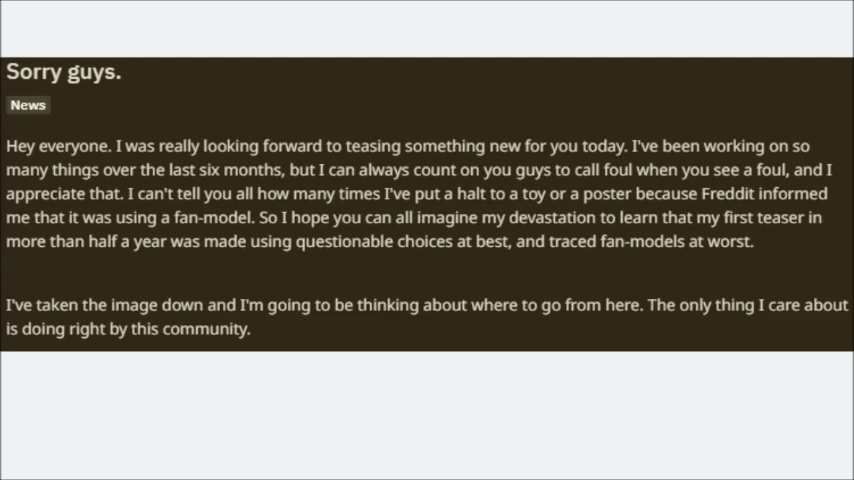 Sorry guys.
News
Hey everyone. I was really looking forward to teasing something new for you today. I've been working on so
many things over the last six months, but I can always count on you guys to call foul when you see a foul, and I
appreciate that. I can't tell you all how many times I've put a halt to a toy or a poster because Freddit informed
me that it was using a fan-model. So I hope you can all imagine my devastation to learn that my first teaser in
more than half a year was made using questionable choices at best, and traced fan-models at worst.
I've taken the image down and I'm going to be thinking about where to go from here. The only thing I care about
is doing right by this community.